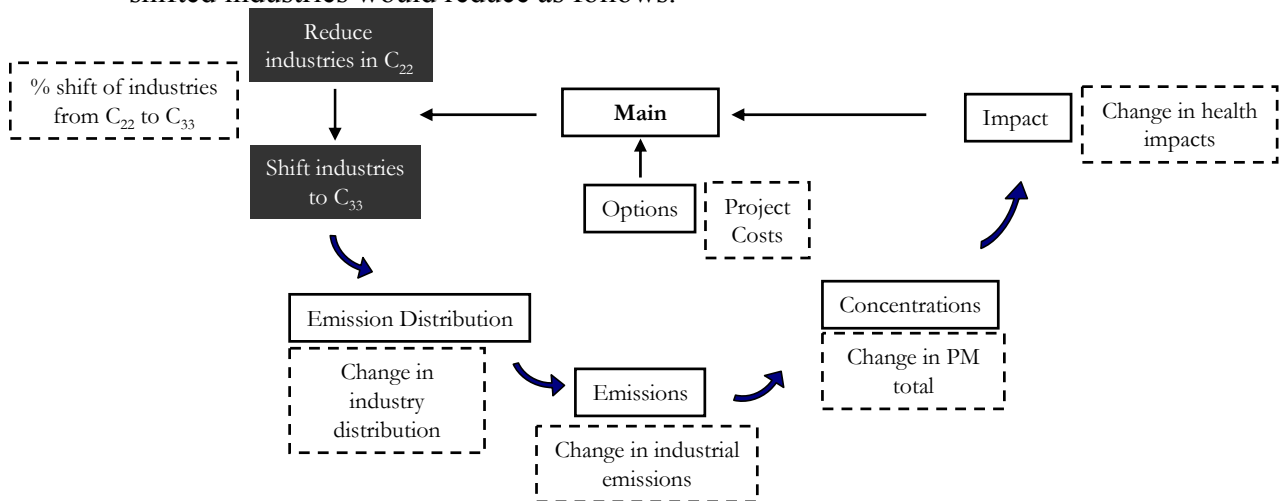 shifted industries would reduce as follows.
Reduce
industries in C22
% shift of industries
from C22 to C33
Main
Impact
Change in health
impacts
Shift industries
to C33
Options
Project
Costs
Emission Distribution
Change in
industry
distribution
Emissions
Change in industrial
emissions
Concentrations
Change in PM
total